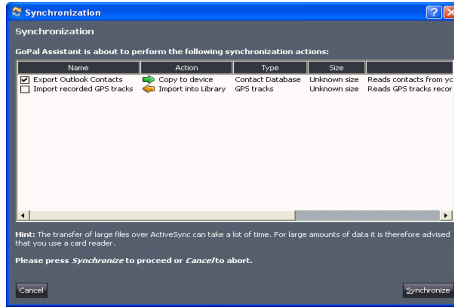 Synchronization
Synchronization
GoPal Assistant is about to perform the following synchronization actions:
Name Action Type Size
Export Outlook Contacts Copy to device Contact Database Unknown size Reads contacts from yo
Import recorded GPS tracks Import into Library GPS tracks Unknown size Reads GPS tracks recor
Hint: The transfer of large files over ActiveSync can take a lot of time. For large amounts of data it is therefore advised
that you use a card reader.
Please press Synchronize to proceed or Cancel to abort.
Cancel Synchronize